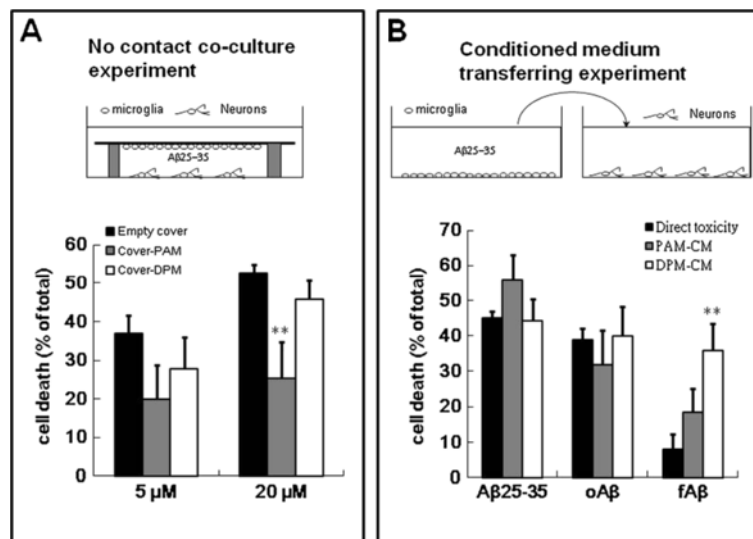 A
No contact co-culture
experiment
microglia
Neurons
Aβ25–35
Empty cover
Cover-PAM
Cover-DPM
cell death (% of total)
60
50
40
30
20
10
0
**
5 µM
20 µM
B
Conditioned medium
transferring experiment
microglia
Neurons
Aβ25–35
Direct toxicity
PAM-CM
DPM-CM
cell death (% of total)
70
60
50
40
30
20
10
0
**
Aβ25-35
oAβ
fAβ